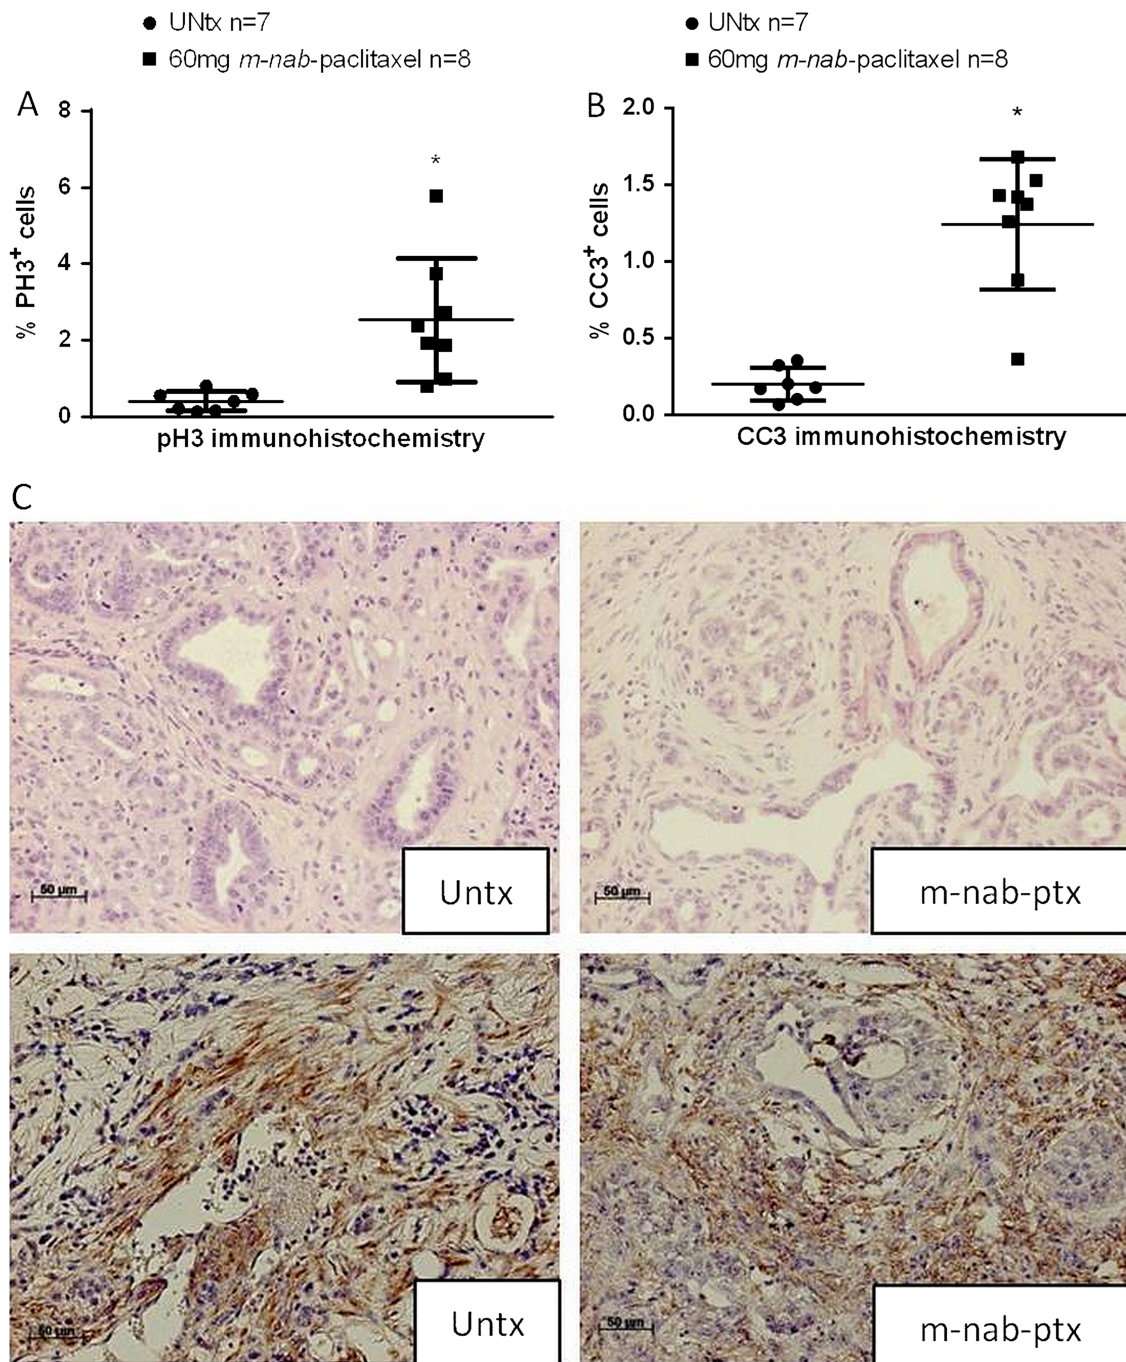 UNtx n=7
60mg m-nab-paclitaxel n=8
UNtx n=7
60mg m-nab-paclitaxel n=8
A
8
6
4
2
0
% PH3+ cells
*
pH3 immunohistochemistry
B
2.0
1.5
1.0
0.5
0.0
% CC3+ cells
*
CC3 immunohistochemistry
C
50 µm
Untx
50 µm
m-nab-ptx
50 µm
Untx
50 µm
m-nab-ptx